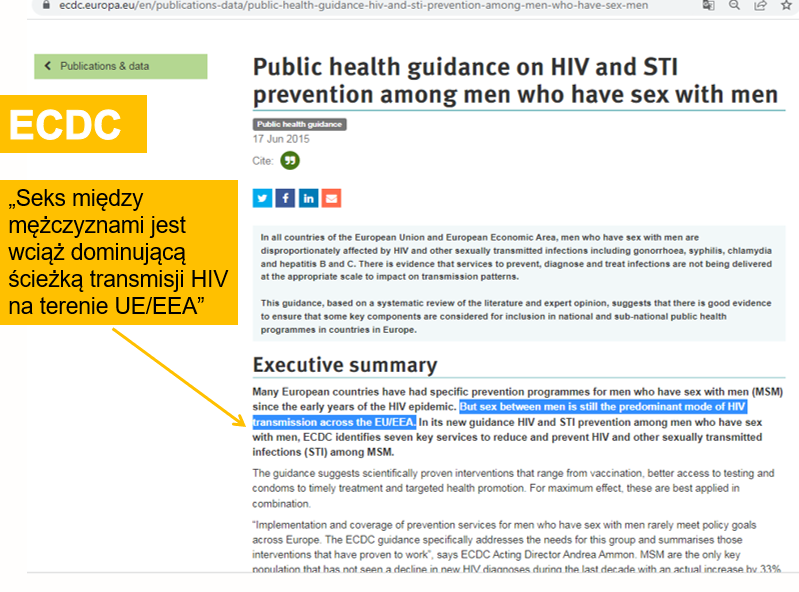 ecdc.europa.eu/en/publications-data/public-health-guidance-hiv-and-sti-prevention-among-men-who-have-sex-men
Publications & data
Public health guidance on HIV and STI
prevention among men who have sex with men
ECDC
Public health guidance
17 Jun 2015
Cite:
„Seks między
mężczyznami jest
wciąż dominującą
ścieżką transmisji HIV
na terenie UE/EEA”
In all countries of the European Union and European Economic Area, men who have sex with men are
disproportionately affected by HIV and other sexually transmitted infections including gonorrhoea, syphilis, chlamydia
and hepatitis B and C. There is evidence that services to prevent, diagnose and treat infections are not being delivered
at the appropriate scale to impact on transmission patterns.
This guidance, based on a systematic review of the literature and expert opinion, suggests that there is good evidence
to ensure that some key components are considered for inclusion in national and sub-national public health
programmes in countries in Europe.
Executive summary
Many European countries have had specific prevention programmes for men who have sex with men (MSM)
since the early years of the HIV epidemic. But sex between men is still the predominant mode of HIV
transmission across the EU/EEA. In its new guidance HIV and STI prevention among men who have sex
with men, ECDC identifies seven key services to reduce and prevent HIV and other sexually transmitted
infections (STI) among MSM.
The guidance suggests scientifically proven interventions that range from vaccination, better access to testing and
condoms to timely treatment and targeted health promotion. For maximum effect, these are best applied in
combination.
“Implementation and coverage of prevention services for men who have sex with men rarely meet policy goals
across Europe. The ECDC guidance specifically addresses the needs for this group and summarises those
interventions that have proven to work”, says ECDC Acting Director Andrea Ammon. MSM are the only key
population that has not seen a decline in new HIV diagnoses during the last decade with an actual increase by 33%